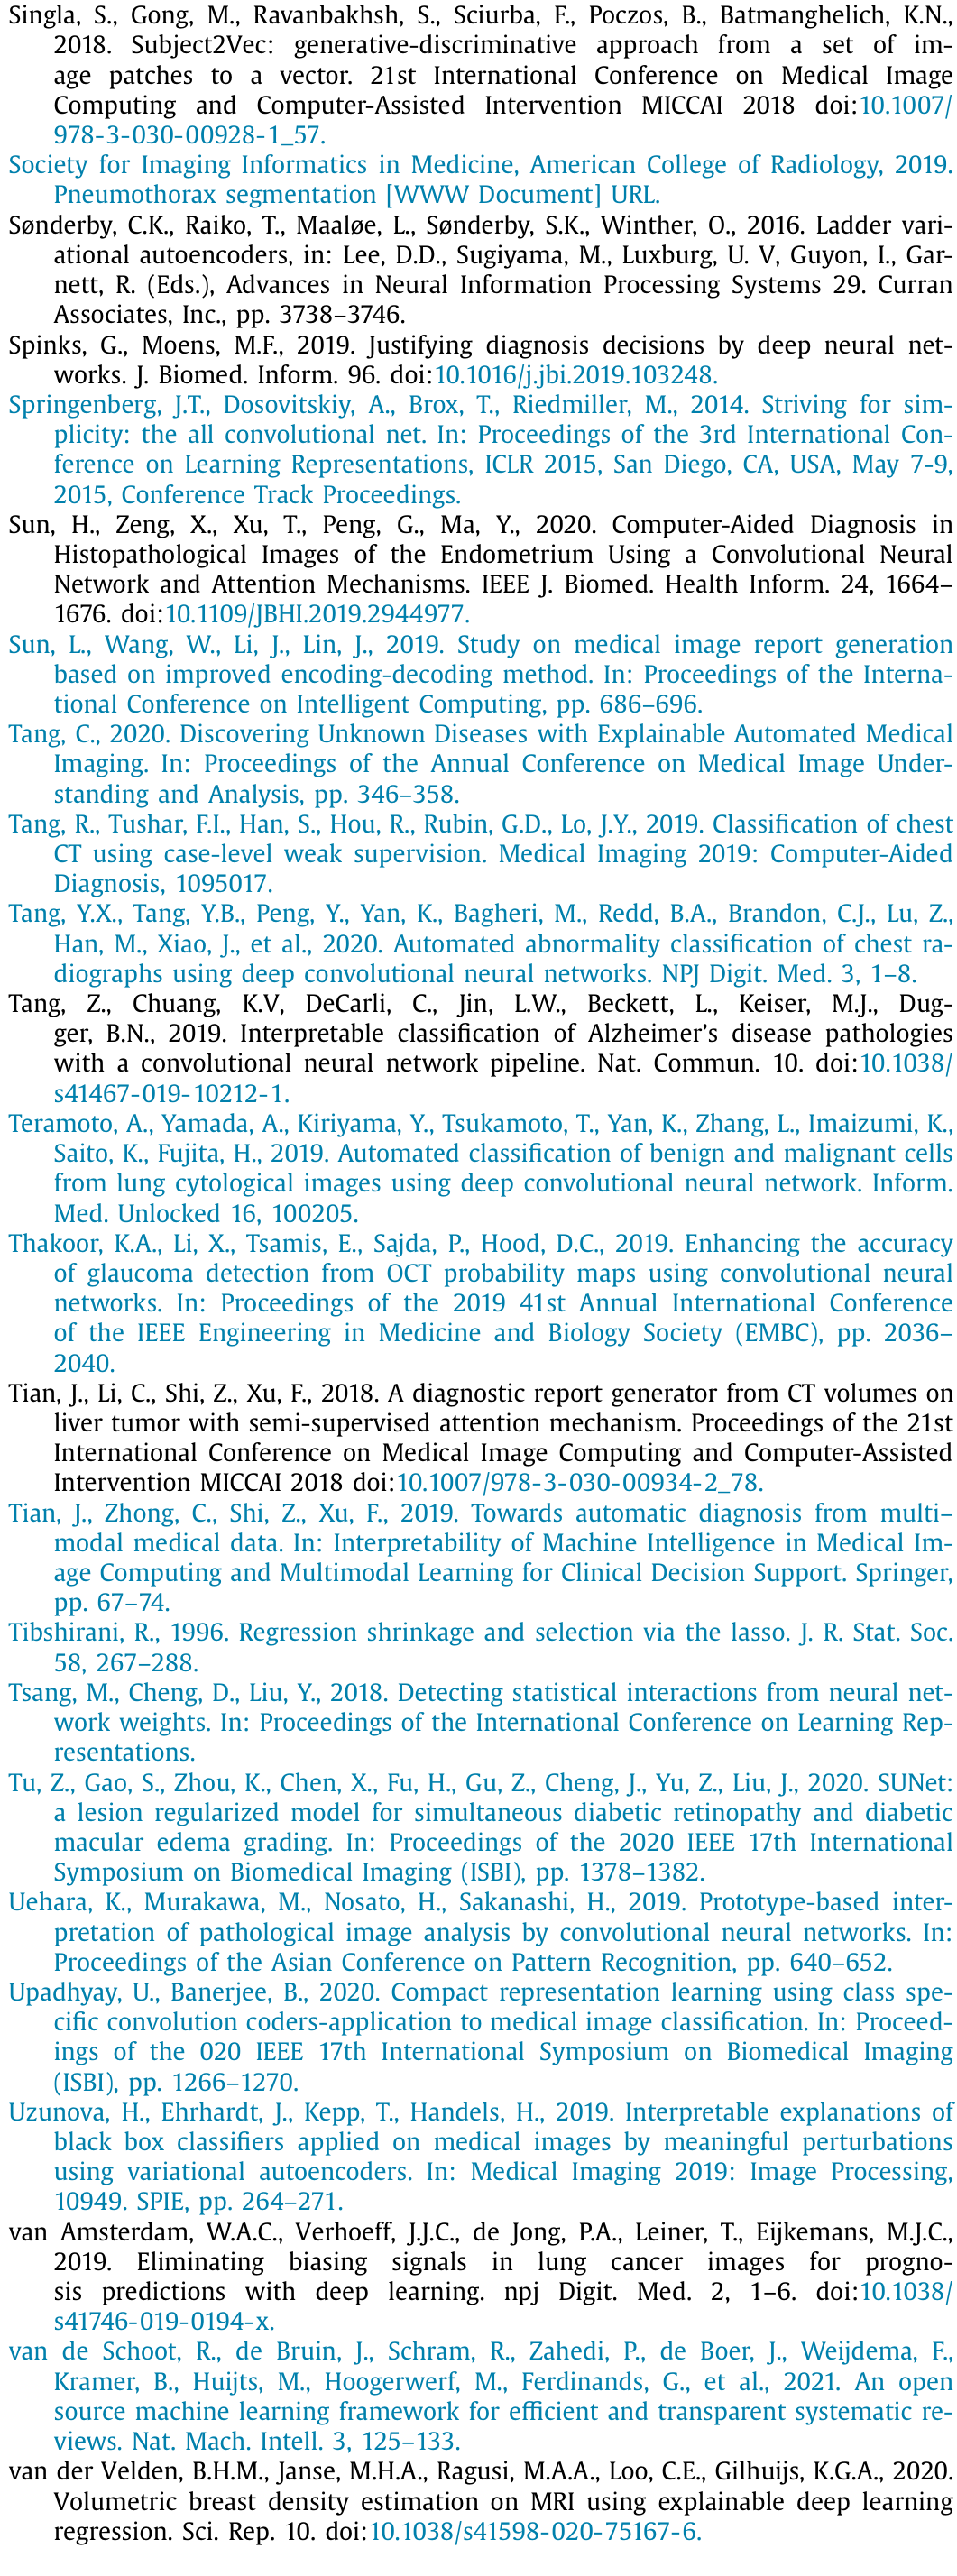 Singla, S., Gong, M., Ravanbakhsh, S., Sciurba, F., Poczos, B., Batmanghelich, K.N.,
2018. Subject2Vec: generative-discriminative approach from a set of im-
age patches to a vector. 21st International Conference on Medical Image
Computing and Computer-Assisted Intervention MICCAI 2018 doi:10.1007/
978-3-030-00928-1_57.
Society for Imaging Informatics in Medicine, American College of Radiology, 2019.
Pneumothorax segmentation [WWW Document] URL.
Sønderby, C.K., Raiko, T., Maaløe, L., Sønderby, S.K., Winther, O., 2016. Ladder vari-
ational autoencoders, in: Lee, D.D., Sugiyama, M., Luxburg, U. V, Guyon, I., Gar-
nett, R. (Eds.), Advances in Neural Information Processing Systems 29. Curran
Associates, Inc., pp. 3738–3746.
Spinks, G., Moens, M.F., 2019. Justifying diagnosis decisions by deep neural net-
works. J. Biomed. Inform. 96. doi:10.1016/j.jbi.2019.103248.
Springenberg, J.T., Dosovitskiy, A., Brox, T., Riedmiller, M., 2014. Striving for sim-
plicity: the all convolutional net. In: Proceedings of the 3rd International Con-
ference on Learning Representations, ICLR 2015, San Diego, CA, USA, May 7-9,
2015, Conference Track Proceedings.
Sun, H., Zeng, X., Xu, T., Peng, G., Ma, Y., 2020. Computer-Aided Diagnosis in
Histopathological Images of the Endometrium Using a Convolutional Neural
Network and Attention Mechanisms. IEEE J. Biomed. Health Inform. 24, 1664–
1676. doi:10.1109/JBHI.2019.2944977.
Sun, L., Wang, W., Li, J., Lin, J., 2019. Study on medical image report generation
based on improved encoding-decoding method. In: Proceedings of the Interna-
tional Conference on Intelligent Computing, pp. 686–696.
Tang, C., 2020. Discovering Unknown Diseases with Explainable Automated Medical
Imaging. In: Proceedings of the Annual Conference on Medical Image Under-
standing and Analysis, pp. 346–358.
Tang, R., Tushar, F.I., Han, S., Hou, R., Rubin, G.D., Lo, J.Y., 2019. Classification of chest
CT using case-level weak supervision. Medical Imaging 2019: Computer-Aided
Diagnosis, 1095017.
Tang, Y.X., Tang, Y.B., Peng, Y., Yan, K., Bagheri, M., Redd, B.A., Brandon, C.J., Lu, Z.,
Han, M., Xiao, J., et al., 2020. Automated abnormality classification of chest ra-
diographs using deep convolutional neural networks. NPJ Digit. Med. 3, 1–8.
Tang, Z., Chuang, K.V, DeCarli, C., Jin, L.W., Beckett, L., Keiser, M.J., Dug-
ger, B.N., 2019. Interpretable classification of Alzheimer’s disease pathologies
with a convolutional neural network pipeline. Nat. Commun. 10. doi:10.1038/
s41467-019-10212-1.
Teramoto, A., Yamada, A., Kiriyama, Y., Tsukamoto, T., Yan, K., Zhang, L., Imaizumi, K.,
Saito, K., Fujita, H., 2019. Automated classification of benign and malignant cells
from lung cytological images using deep convolutional neural network. Inform.
Med. Unlocked 16, 100205.
Thakoor, K.A., Li, X., Tsamis, E., Sajda, P., Hood, D.C., 2019. Enhancing the accuracy
of glaucoma detection from OCT probability maps using convolutional neural
networks. In: Proceedings of the 2019 41st Annual International Conference
of the IEEE Engineering in Medicine and Biology Society (EMBC), pp. 2036–
2040.
Tian, J., Li, C., Shi, Z., Xu, F., 2018. A diagnostic report generator from CT volumes on
liver tumor with semi-supervised attention mechanism. Proceedings of the 21st
International Conference on Medical Image Computing and Computer-Assisted
Intervention MICCAI 2018 doi:10.1007/978-3-030-00934-2_78.
Tian, J., Zhong, C., Shi, Z., Xu, F., 2019. Towards automatic diagnosis from multi–
modal medical data. In: Interpretability of Machine Intelligence in Medical Im-
age Computing and Multimodal Learning for Clinical Decision Support. Springer,
pp. 67–74.
Tibshirani, R., 1996. Regression shrinkage and selection via the lasso. J. R. Stat. Soc.
58, 267–288.
Tsang, M., Cheng, D., Liu, Y., 2018. Detecting statistical interactions from neural net-
work weights. In: Proceedings of the International Conference on Learning Rep-
resentations.
Tu, Z., Gao, S., Zhou, K., Chen, X., Fu, H., Gu, Z., Cheng, J., Yu, Z., Liu, J., 2020. SUNet:
a lesion regularized model for simultaneous diabetic retinopathy and diabetic
macular edema grading. In: Proceedings of the 2020 IEEE 17th International
Symposium on Biomedical Imaging (ISBI), pp. 1378–1382.
Uehara, K., Murakawa, M., Nosato, H., Sakanashi, H., 2019. Prototype-based inter-
pretation of pathological image analysis by convolutional neural networks. In:
Proceedings of the Asian Conference on Pattern Recognition, pp. 640–652.
Upadhyay, U., Banerjee, B., 2020. Compact representation learning using class spe-
cific convolution coders-application to medical image classification. In: Proceed-
ings of the 020 IEEE 17th International Symposium on Biomedical Imaging
(ISBI), pp. 1266–1270.
Uzunova, H., Ehrhardt, J., Kepp, T., Handels, H., 2019. Interpretable explanations of
black box classifiers applied on medical images by meaningful perturbations
using variational autoencoders. In: Medical Imaging 2019: Image Processing,
10949. SPIE, pp. 264–271.
van Amsterdam, W.A.C., Verhoeff, J.J.C., de Jong, P.A., Leiner, T., Eijkemans, M.J.C.,
2019. Eliminating biasing signals in lung cancer images for progno-
sis predictions with deep learning. npj Digit. Med. 2, 1–6. doi:10.1038/
s41746-019-0194-x.
van de Schoot, R., de Bruin, J., Schram, R., Zahedi, P., de Boer, J., Weijdema, F.,
Kramer, B., Huijts, M., Hoogerwerf, M., Ferdinands, G., et al., 2021. An open
source machine learning framework for efficient and transparent systematic re-
views. Nat. Mach. Intell. 3, 125–133.
van der Velden, B.H.M., Janse, M.H.A., Ragusi, M.A.A., Loo, C.E., Gilhuijs, K.G.A., 2020.
Volumetric breast density estimation on MRI using explainable deep learning
regression. Sci. Rep. 10. doi:10.1038/s41598-020-75167-6.